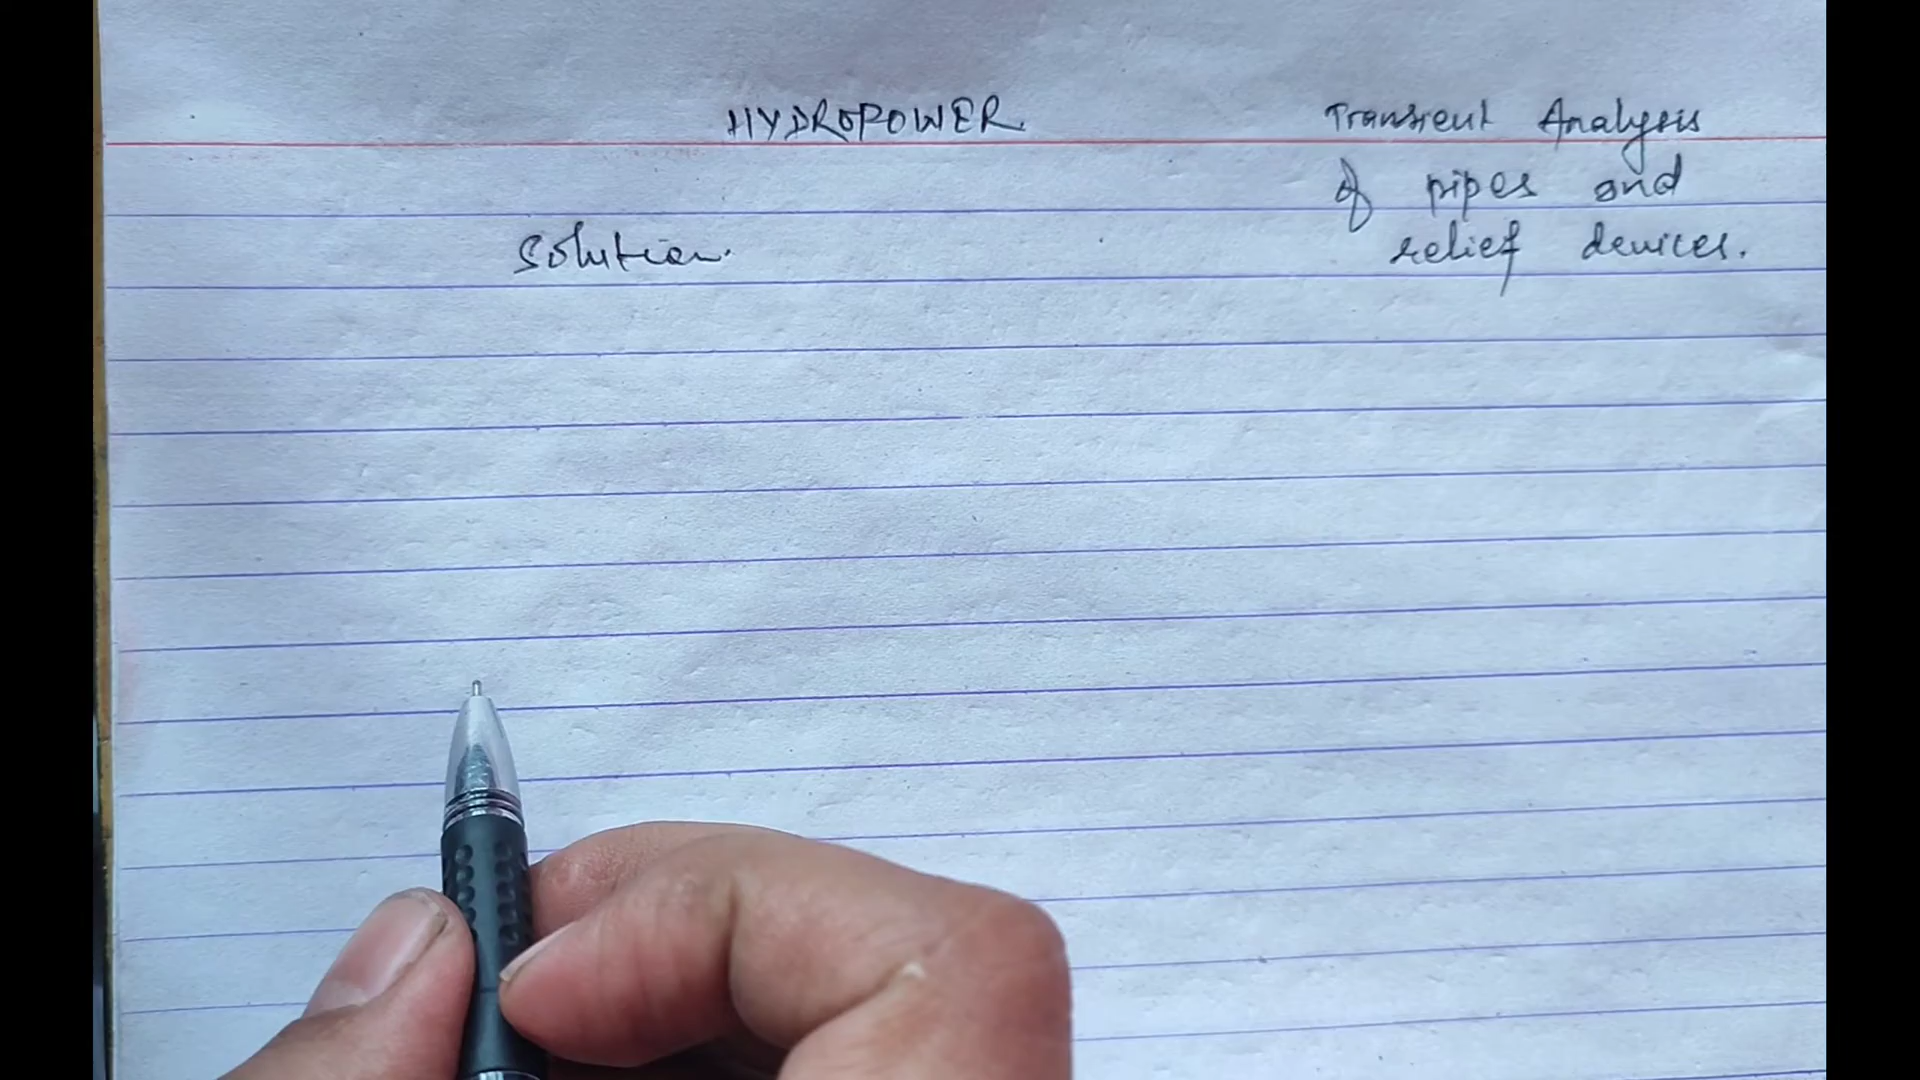 HYDROPOWER
Transient Analysis
of pipes and
relief devices.
Solution.